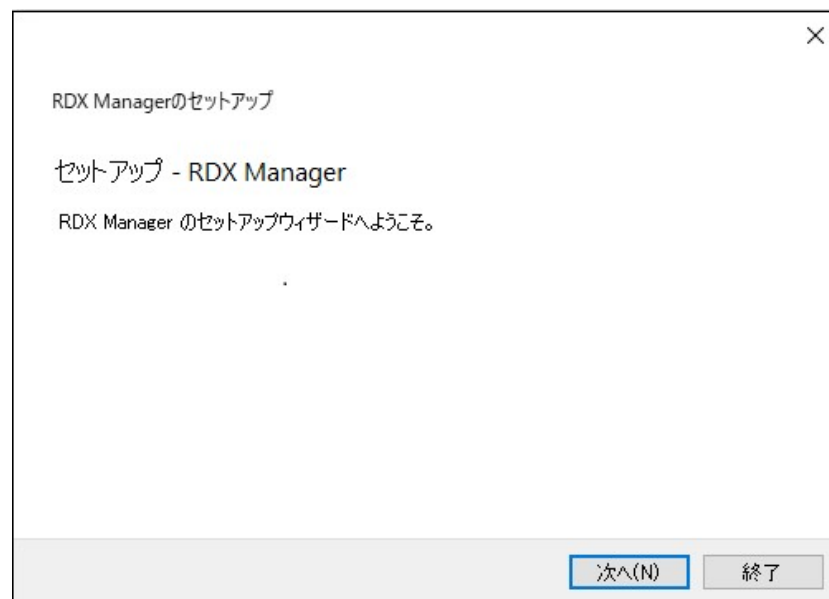 RDX Managerのセットアップ
セットアップ - RDX Manager
RDX Manager のセットアップウィザードへようこそ。
次へ(N)
終了